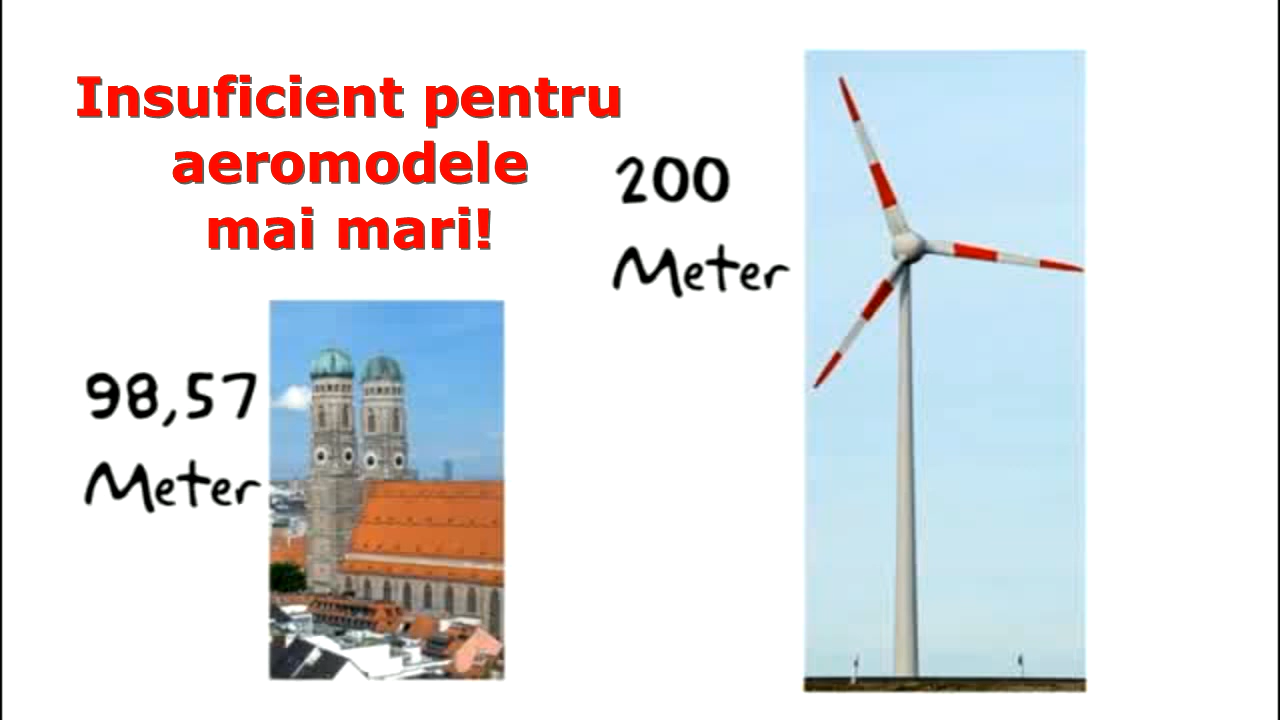 Insuficient pentru
aeromodele
mai mari!
200
Meter
98,57
Meter